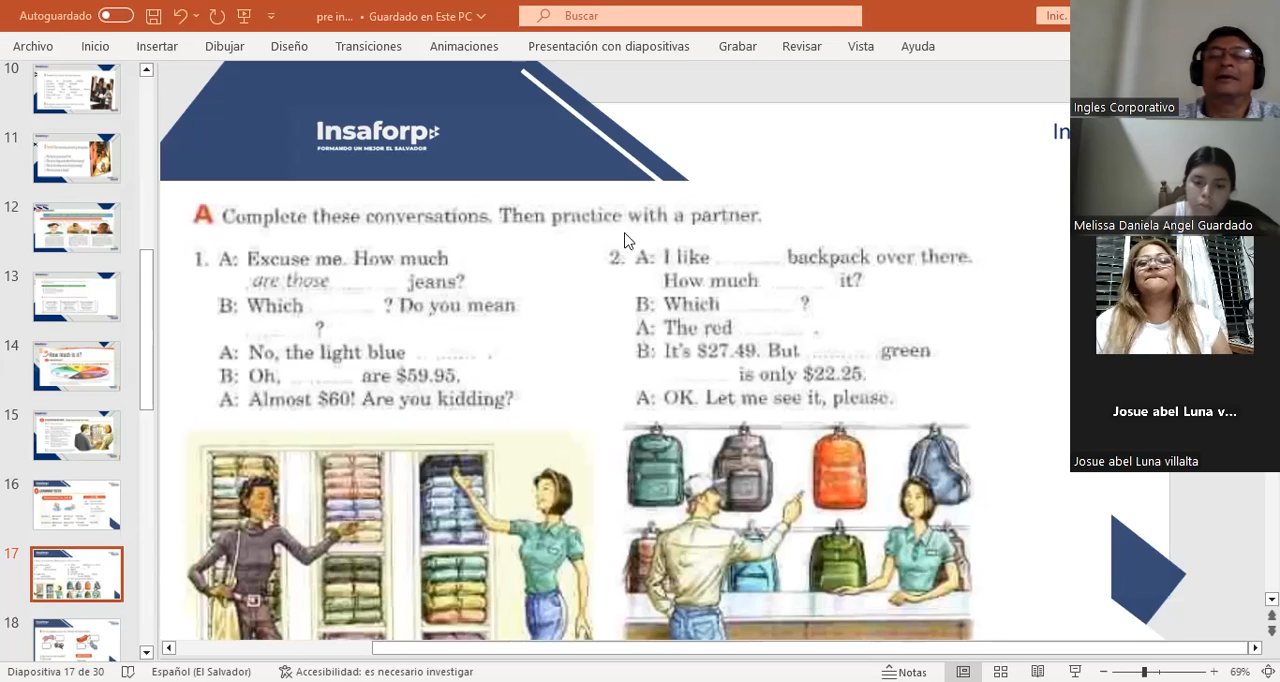 Autoguardado
pre in... • Guardado en Este PC
Buscar
Inic.
Archivo Inicio Insertar Dibujar Diseño Transiciones Animaciones Presentación con diapositivas Grabar Revisar Vista Ayuda
10
11
12
13
14
How much is it?
15
16
17
18
Insaforp
FORMANDO UN MEJOR EL SALVADOR
In
A Complete these conversations. Then practice with a partner.
1. A: Excuse me. How much
are those jeans?
B: Which ? Do you mean
?
A: No, the light blue
B: Oh, are $59.95.
A: Almost $60! Are you kidding?
2. A: I like backpack over there.
How much it?
B: Which ?
A: The red .
B: It's $27.49. But green
is only $22.25.
A: OK. Let me see it, please.
Ingles Corporativo
Melissa Daniela Angel Guardado
Josue abel Luna v...
Josue abel Luna villalta
Diapositiva 17 de 30
Español (El Salvador)
Accesibilidad: es necesario investigar
Notas
69%